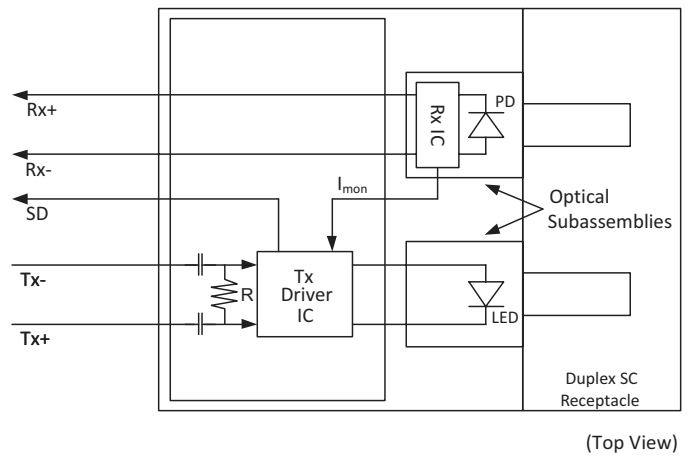 Rx+
Rx-
SD
Tx-
Tx+
R
Tx
Driver
IC
I mon
Rx IC
PD
LED
Optical
Subassemblies
Duplex SC
Receptacle
(Top View)